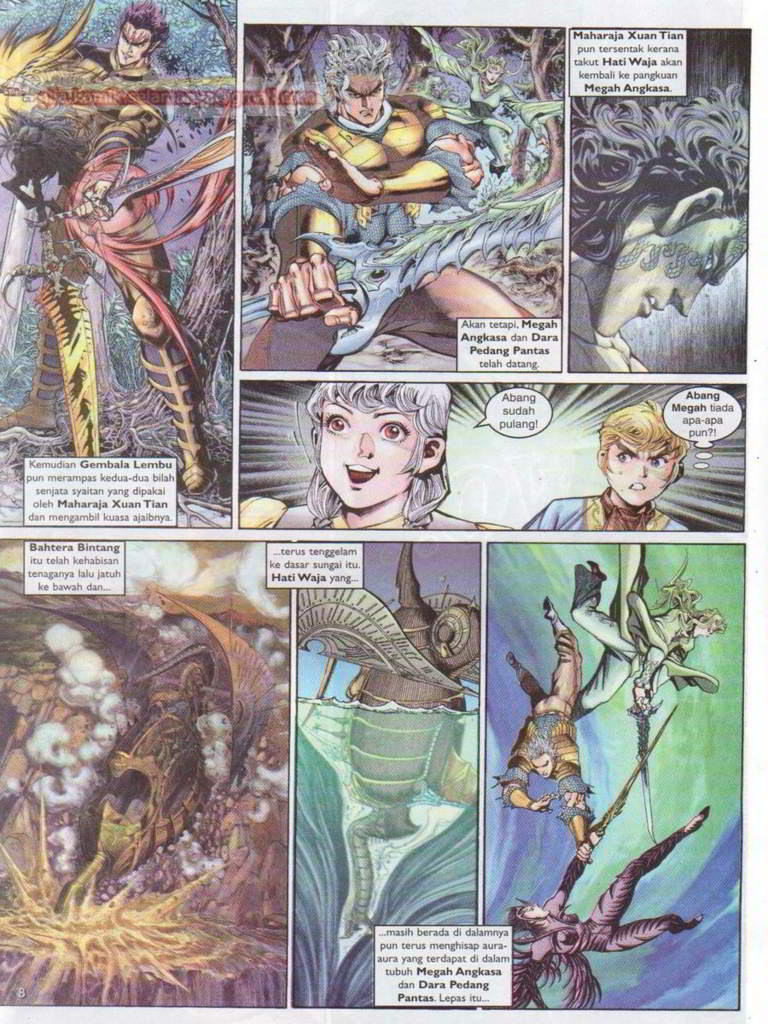 Kemudian Gembala Lembu
pun merampas kedua-dua bilah
senjata syaitan yang dipakai
oleh Maharaja Xuan Tian
dan mengambil kuasa ajaibnya.
Akan tetapi, Megah
Angkasa dan Dara
Pedang Pantas
telah datang.
Maharaja Xuan Tian
pun tersentak kerana
takut Hati Waja akan
kembali ke pangkuan
Megah Angkasa.
Abang
sudah
pulang!
Abang
Megah tiada
apa-apa
pun?!
Bahtera Bintang
itu telah kehabisan
tenaganya lalu jatuh
ke bawah dan...
...terus tenggelam
ke dasar sungai itu.
Hati Waja yang...
...masih berada di dalamnya
pun terus menghisap aura-
aura yang terdapat di dalam
tubuh Megah Angkasa
dan Dara Pedang
Pantas. Lepas itu...
8